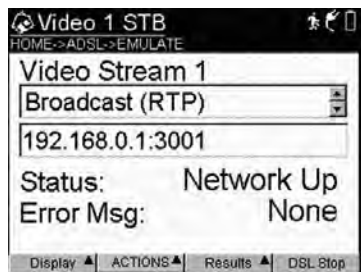 Video 1 STB
HOME->ADSL->EMULATE
Video Stream 1
Broadcast (RTP)
192.168.0.1:3001
Status: Network Up
Error Msg: None
Display ACTIONS Results DSL Stop